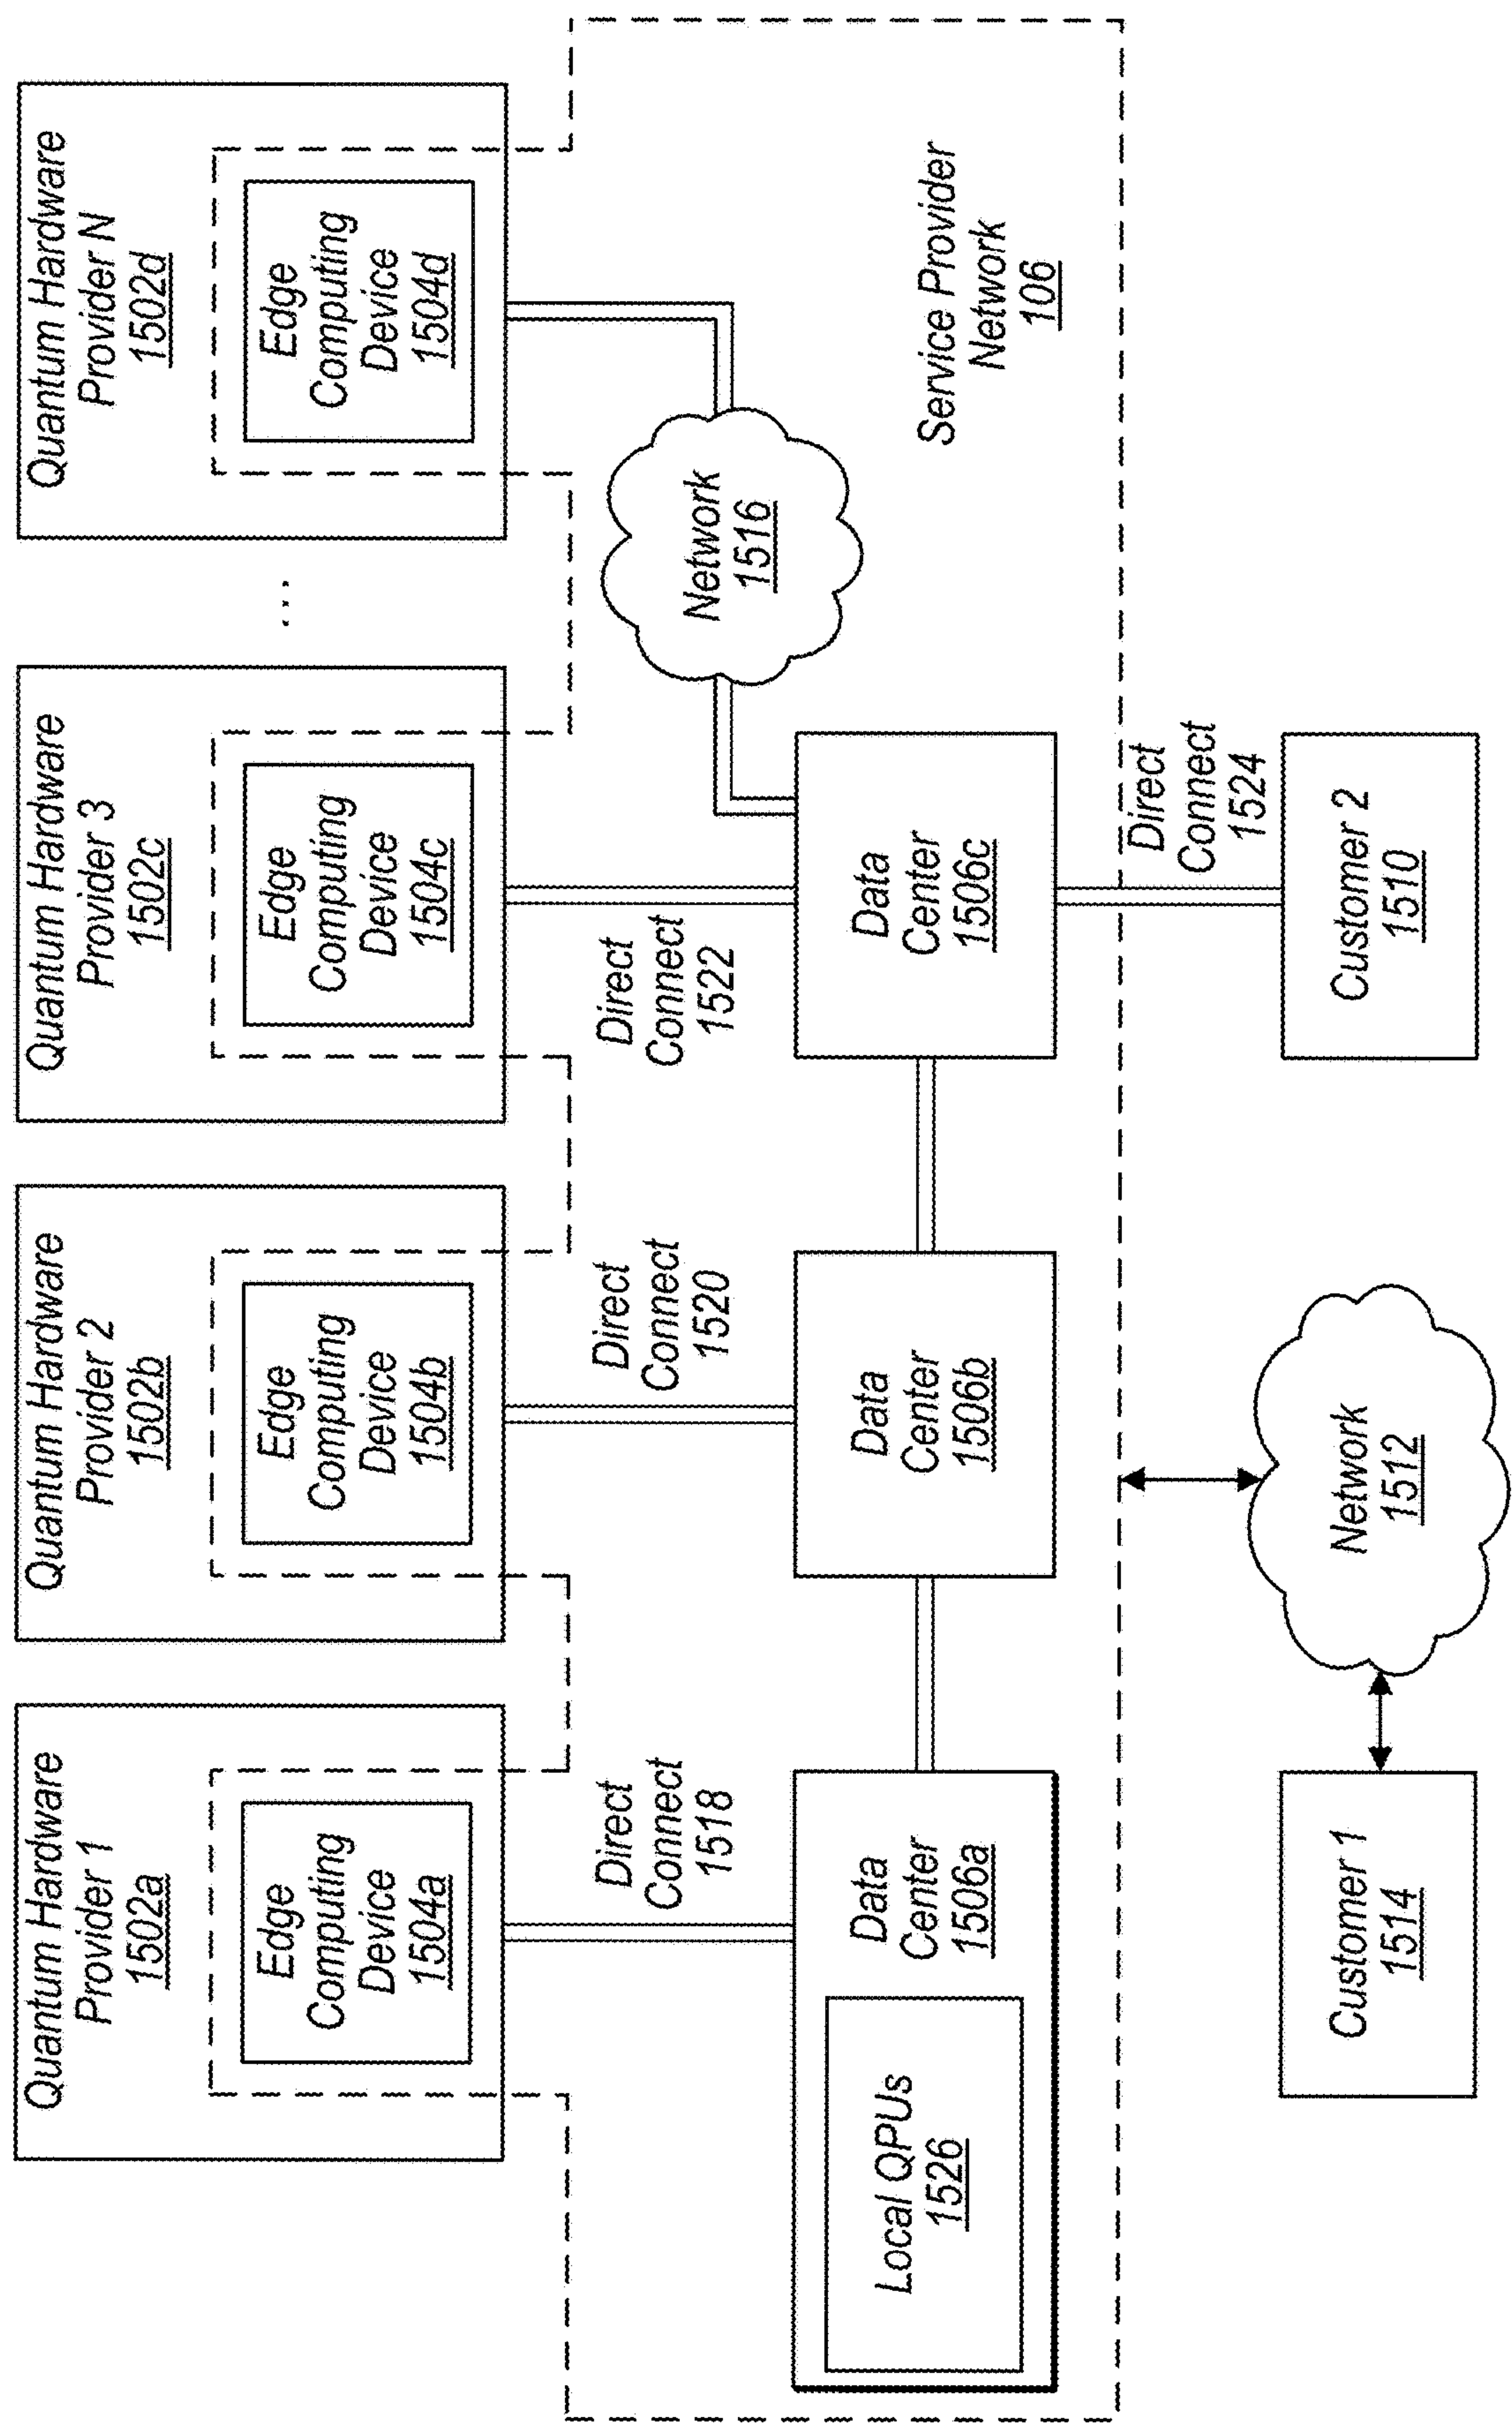 Quantum Hardware
Provider 1
1502a
Edge
Computing
Device
1504a
Quantum Hardware
Provider 2
1502b
Edge
Computing
Device
1504b
Quantum Hardware
Provider 3
1502c
Edge
Computing
Device
1504c
...
Quantum Hardware
Provider N
1502d
Edge
Computing
Device
1504d
Direct
Connect
1518
Direct
Connect
1520
Direct
Connect
1522
Network
1516
Local QPUs
1526
Data
Center
1506a
Data
Center
1506b
Data
Center
1506c
Service Provider
Network
106
Direct
Connect
1524
Customer 1
1514
Network
1512
Customer 2
1510